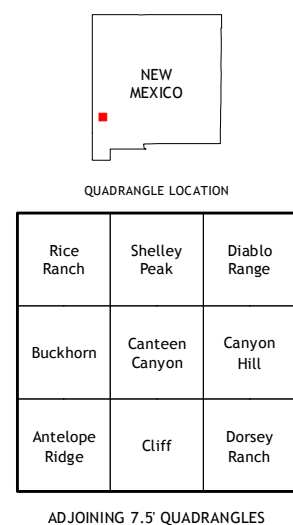 NEW
MEXICO
QUADRANGLE LOCATION
Rice
Ranch
Shelley
Peak
Diablo
Range
Buckhorn
Canteen
Canyon
Canyon
Hill
Antelope
Ridge
Cliff
Dorsey
Ranch
ADJOINING 7.5' QUADRANGLES